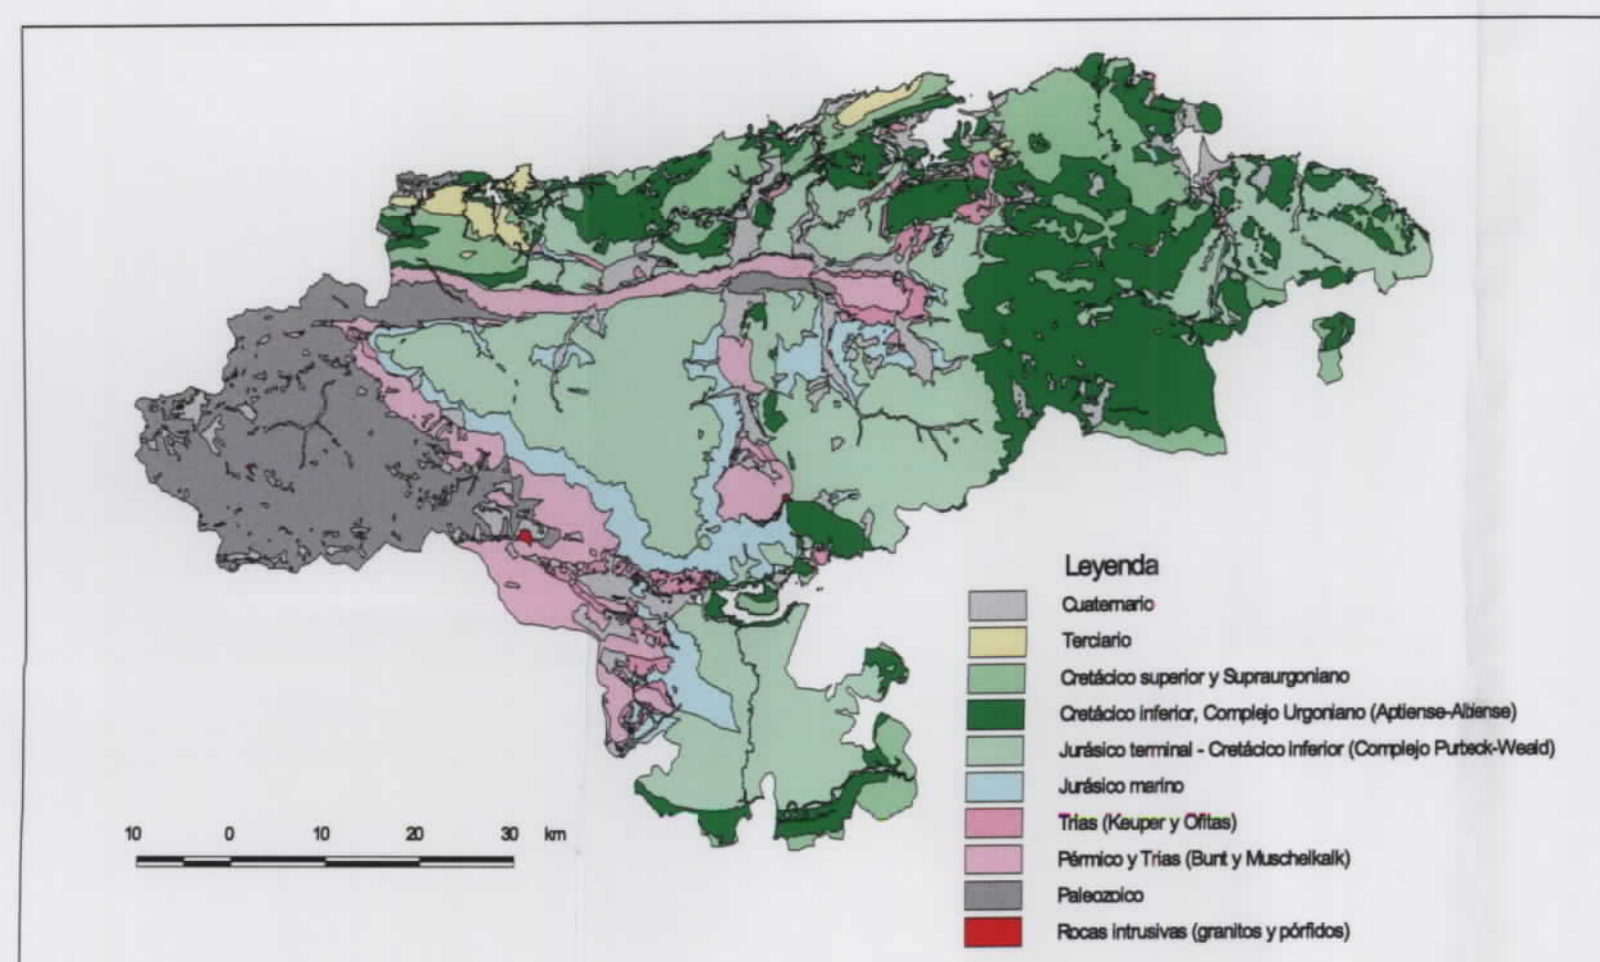 Leyenda
Cuaternario
Terciario
Cretácico superior y Supraurgoniano
Cretácico inferior, Complejo Urgoniano (Aptiense-Albense)
Jurásico terminal - Cretácico inferior (Complejo Purbeck-Weald)
Jurásico marino
Trias (Keuper y Ofitas)
Pérmico y Trias (Bunt y Muschelkalk)
Paleozoico
Rocas intrusivas (granitos y pórfidos)
10 0 10 20 30 km